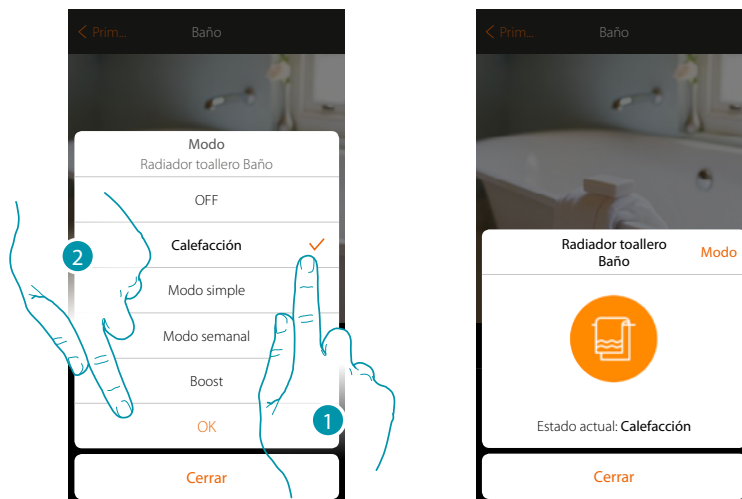 < Prim...
Baño
Modo
Radiador toallero Baño
OFF
Calefacción
Modo simple
Modo semanal
Boost
OK
Cerrar
2
1
< Prim...
Baño
Radiador toallero
Baño
Modo
Estado actual: Calefacción
Cerrar